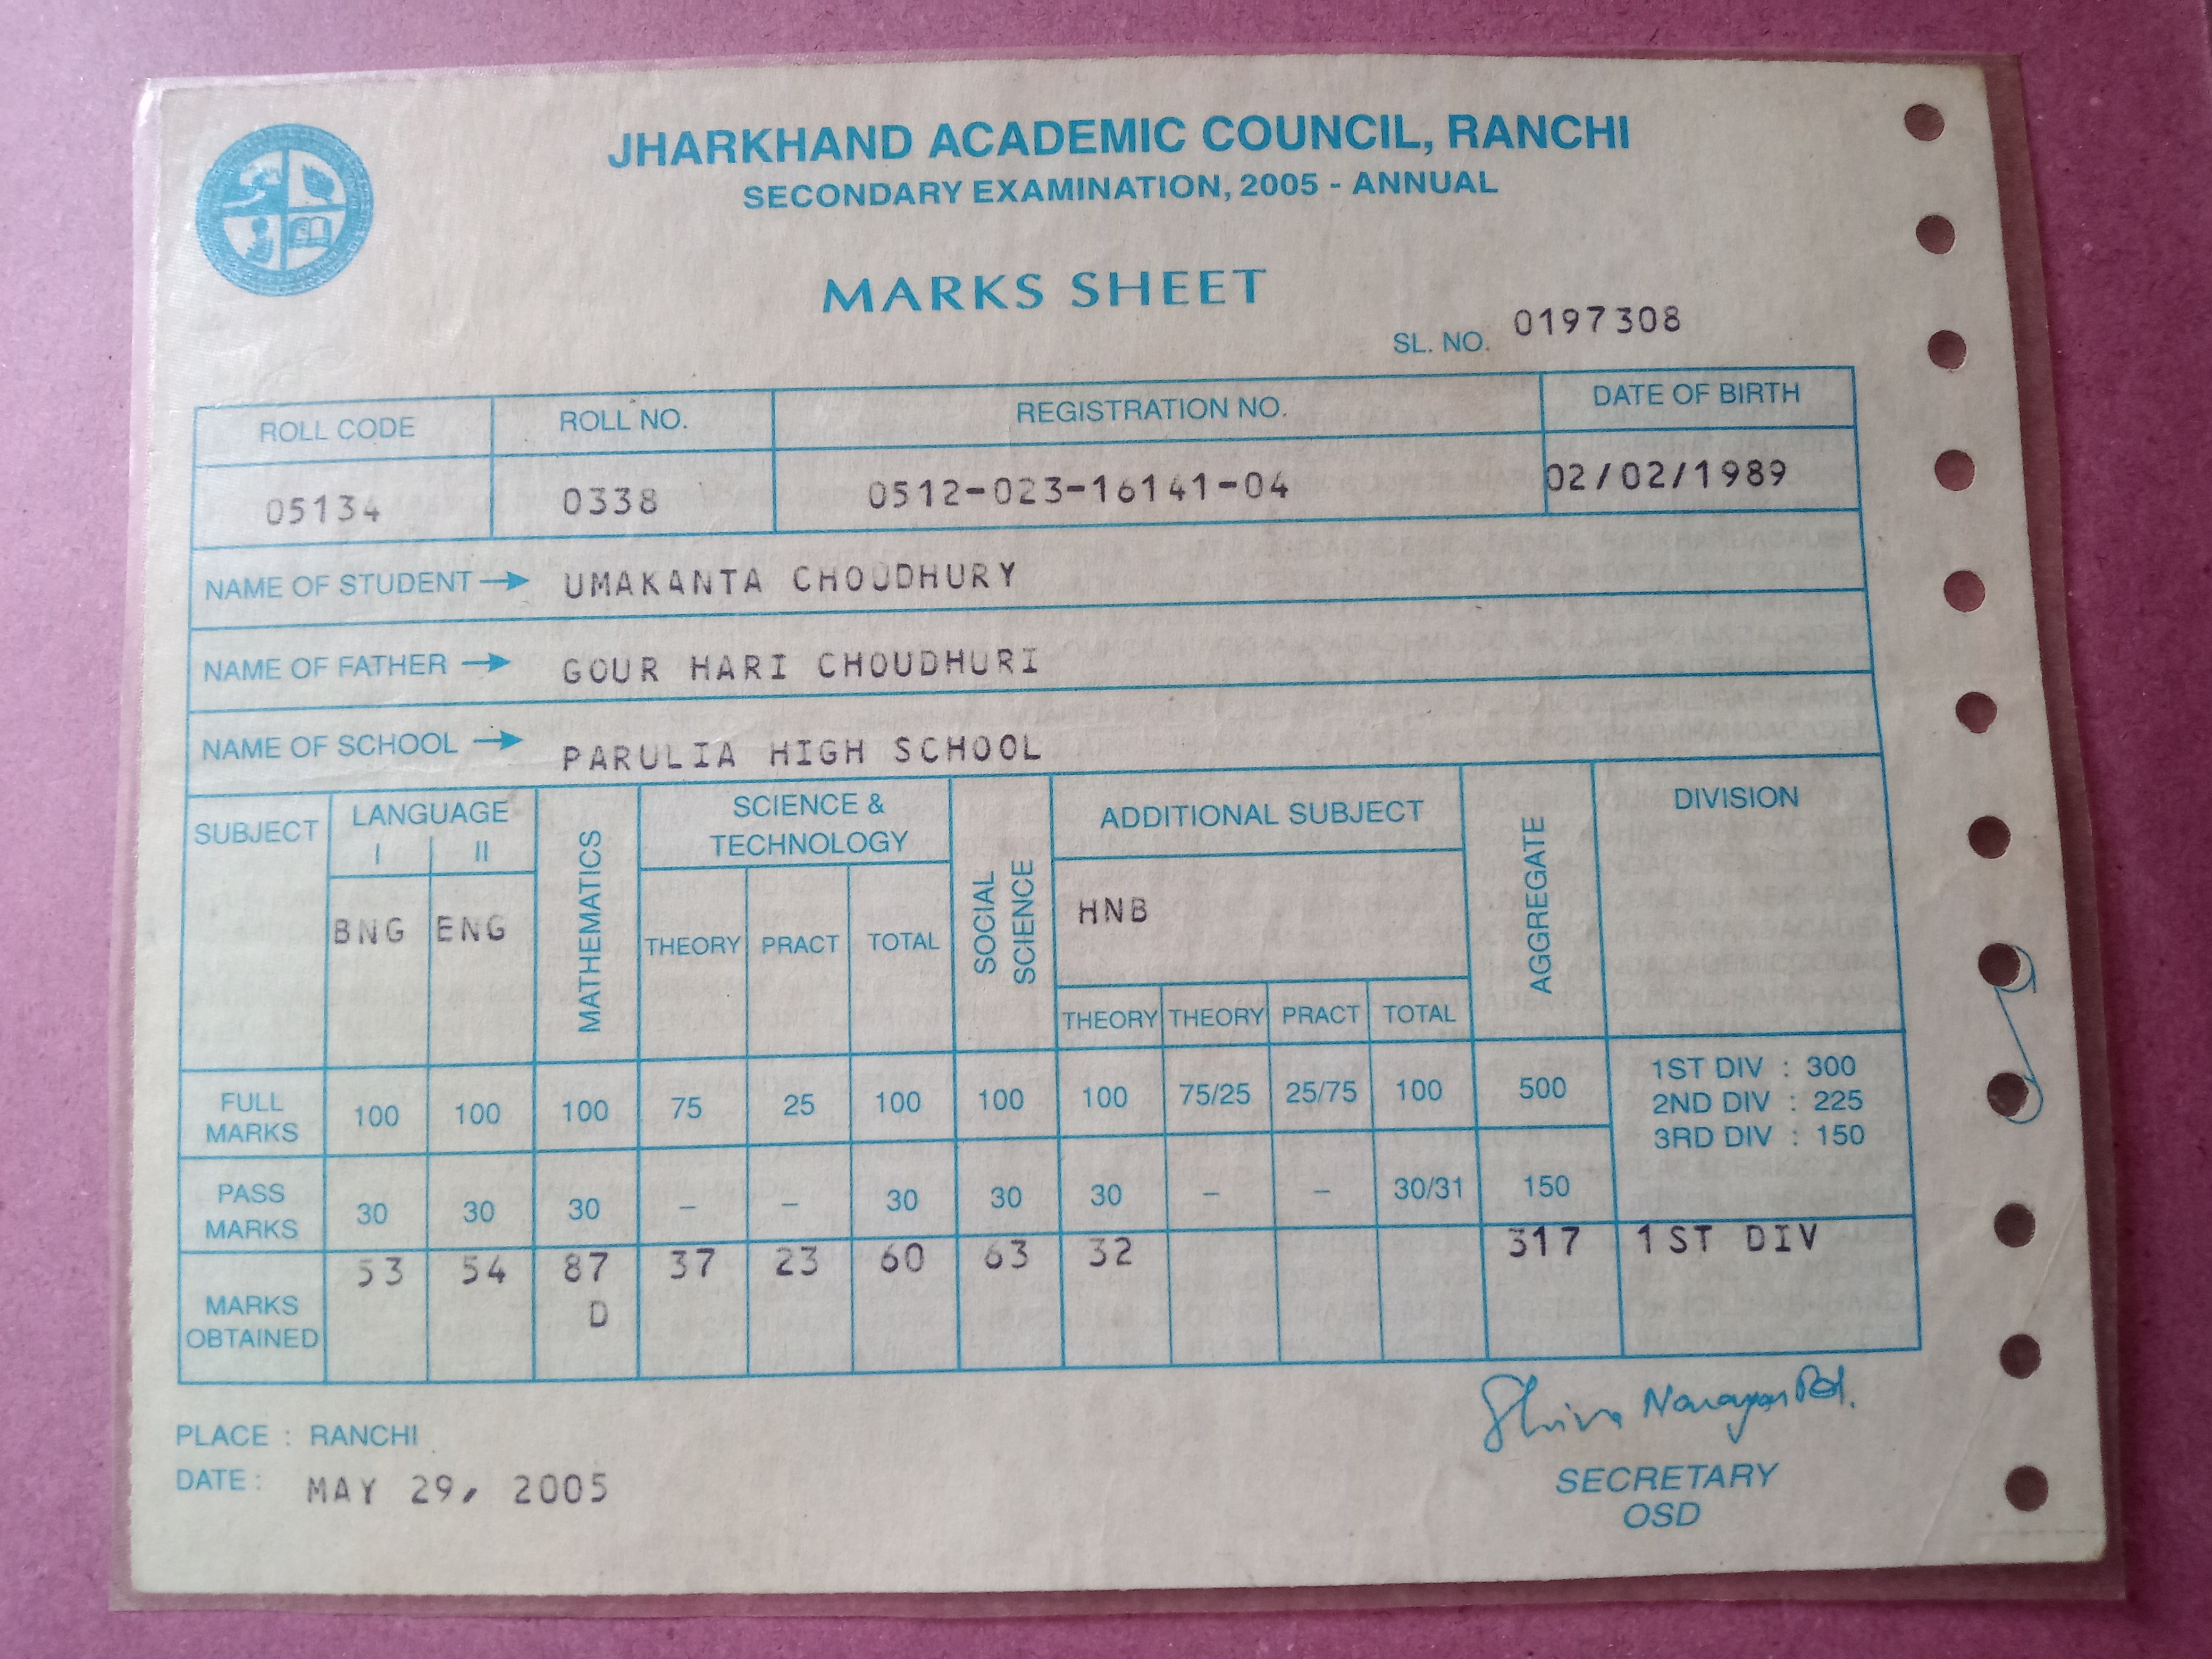 JHARKHAND ACADEMIC COUNCIL, RANCHI
SECONDARY EXAMINATION, 2005 - ANNUAL
MARKS SHEET
SL. NO. 0197308
ROLL CODE ROLL NO. REGISTRATION NO. DATE OF BIRTH
05134 0338 0512-023-16141-04 02/02/1989
NAME OF STUDENT → UMAKANTA CHOUDHURY
NAME OF FATHER → GOUR HARI CHOUDHURI
NAME OF SCHOOL → PARULIA HIGH SCHOOL
SUBJECT LANGUAGE MATHEMATICS SCIENCE & TECHNOLOGY SOCIAL SCIENCE ADDITIONAL SUBJECT AGGREGATE DIVISION
I II
BNG ENG THEORY PRACT TOTAL HNB
THEORY THEORY PRACT TOTAL
FULL MARKS 100 100 100 75 25 100 100 100 75/25 25/75 100 500
1ST DIV : 300
2ND DIV : 225
3RD DIV : 150
PASS MARKS 30 30 30 – – 30 30 30 – – 30/31 150
MARKS OBTAINED 53 54 87 37 23 60 63 32 317 1ST DIV
D
Shiva Narayan Pd.
PLACE : RANCHI
DATE : MAY 29, 2005
SECRETARY
OSD